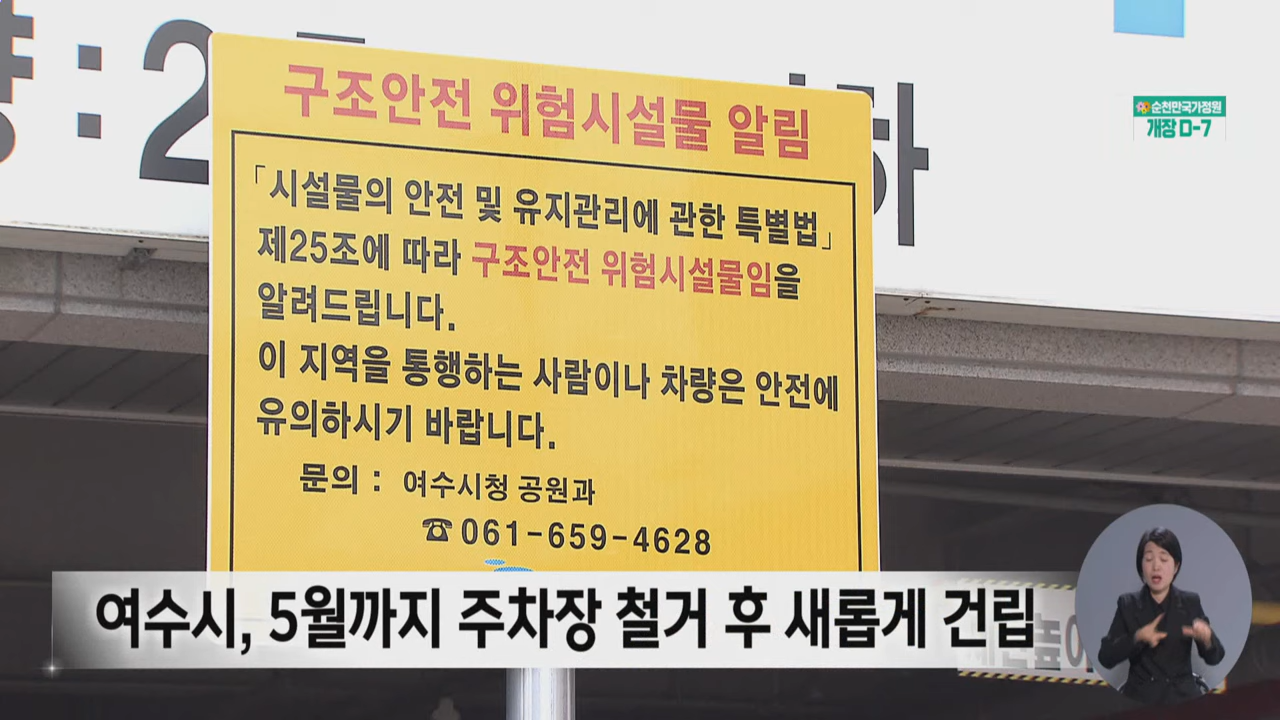 순천만국가정원
개장 D-7
구조안전 위험시설물 알림
「시설물의 안전 및 유지관리에 관한 특별법」
제25조에 따라 구조안전 위험시설물임을
알려드립니다.
이 지역을 통행하는 사람이나 차량은 안전에
유의하시기 바랍니다.
문의 : 여수시청 공원과
☎061-659-4628
여수시, 5월까지 주차장 철거 후 새롭게 건립